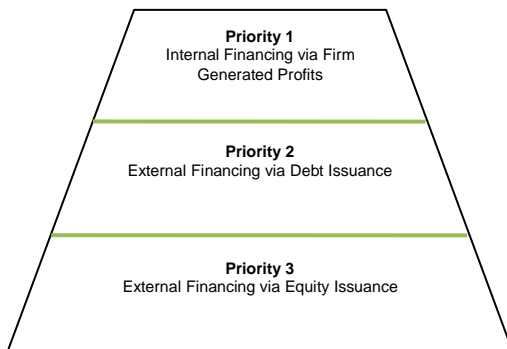 Priority 1
Internal Financing via Firm
Generated Profits
Priority 2
External Financing via Debt Issuance
Priority 3
External Financing via Equity Issuance